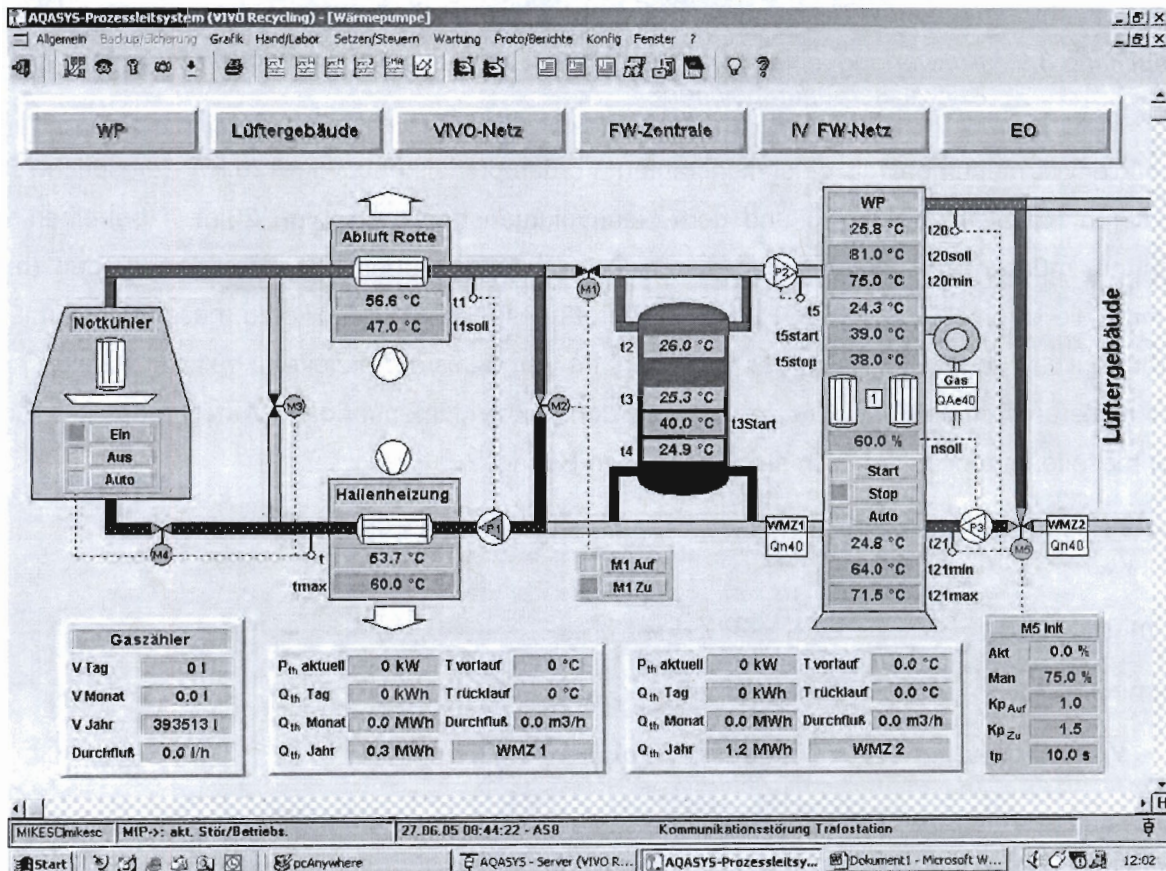 AQASYS-Prozessleitsystem (VIVO Recycling) - [Wärmepumpe]
Allgemein Backup/Sicherung Grafik Hand/Labor Setzen/Steuern Wartung Proto/Berichte Konfig Fenster ?
WP Lüftergebäude VIVO-Netz FW-Zentrale IV FW-Netz EO
Abluft Rotte
56.6 °C t1
47.0 °C t1soll
Notkühler
Ein
Aus
Auto
M3
M4
M2
M1
Hallenheizung
t 53.7 °C
tmax 60.0 °C
P1
M1 Auf
M1 Zu
t2 26.0 °C
t3 25.3 °C
40.0 °C t3Start
t4 24.9 °C
P2
WP
25.8 °C t20
81.0 °C t20soll
75.0 °C t20min
t5 24.3 °C
t5start 39.0 °C
t5stop 38.0 °C
1
60.0 % nsoll
Start
Stop
Auto
24.8 °C t21
64.0 °C t21min
71.5 °C t21max
Gas
QAe40
WMZ1
Qn40
P3
M5
WMZ2
Qn40
Lüftergebäude
Gaszähler
V Tag 0 l
V Monat 0.0 l
V Jahr 393513 l
Durchfluß 0.0 l/h
Pth aktuell 0 kW T vorlauf 0 °C
Qth Tag 0 kWh T rücklauf 0 °C
Qth Monat 0.0 MWh Durchfluß 0.0 m3/h
Qth Jahr 0.3 MWh WMZ 1
Pth aktuell 0 kW T vorlauf 0.0 °C
Qth Tag 0 kWh T rücklauf 0.0 °C
Qth Monat 0.0 MWh Durchfluß 0.0 m3/h
Qth Jahr 1.2 MWh WMZ 2
M5 Init
Akt 0.0 %
Man 75.0 %
Kp Auf 1.0
Kp Zu 1.5
tp 10.0 s
H
mikesc MIP->: akt. Stör/Betriebs. 27.06.05 08:44:22 - AS8 Kommunikationsstörung Trafostation
Start pcAnywhere AQASYS - Server (VIVO R... AQASYS-Prozessleitsy... Dokument1 - Microsoft W... 12:02